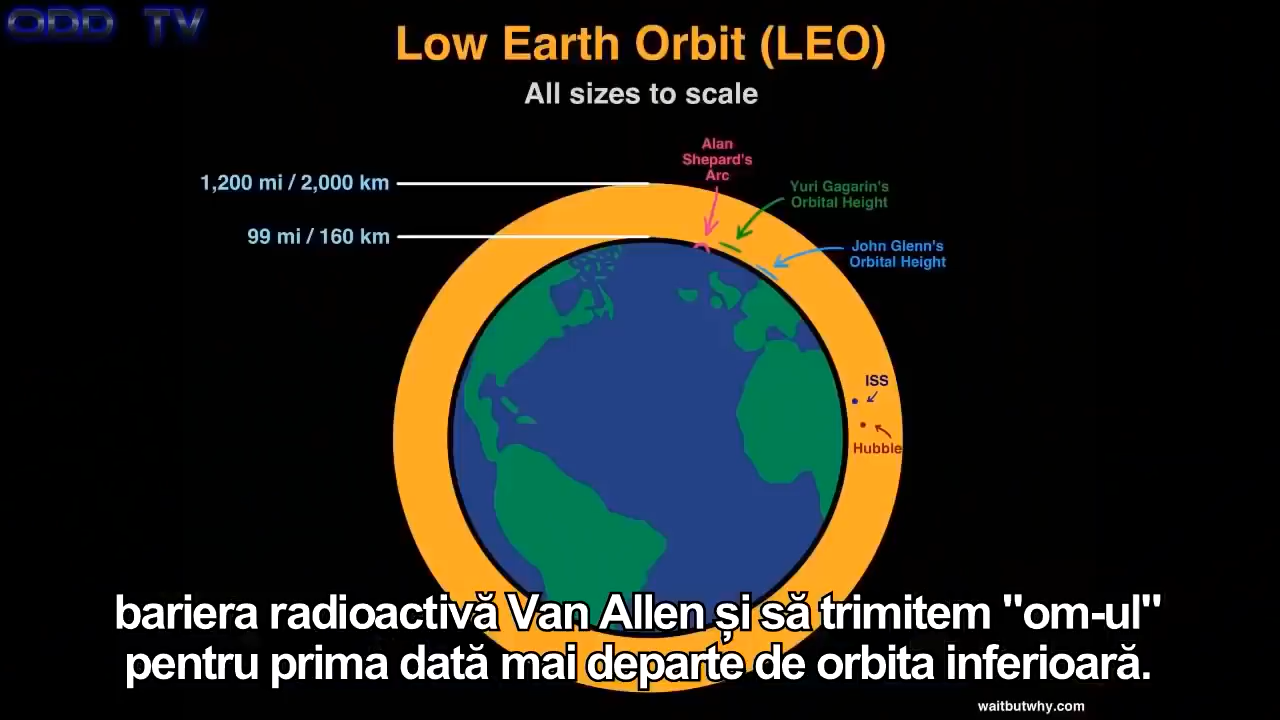 ODD TV
Low Earth Orbit (LEO)
All sizes to scale
Alan
Shepard's
Arc
1,200 mi / 2,000 km
Yuri Gagarin's
Orbital Height
99 mi / 160 km
John Glenn's
Orbital Height
ISS
Hubble
bariera radioactivă Van Allen și să trimitem "om-ul"
pentru prima dată mai departe de orbita inferioară.
waitbutwhy.com